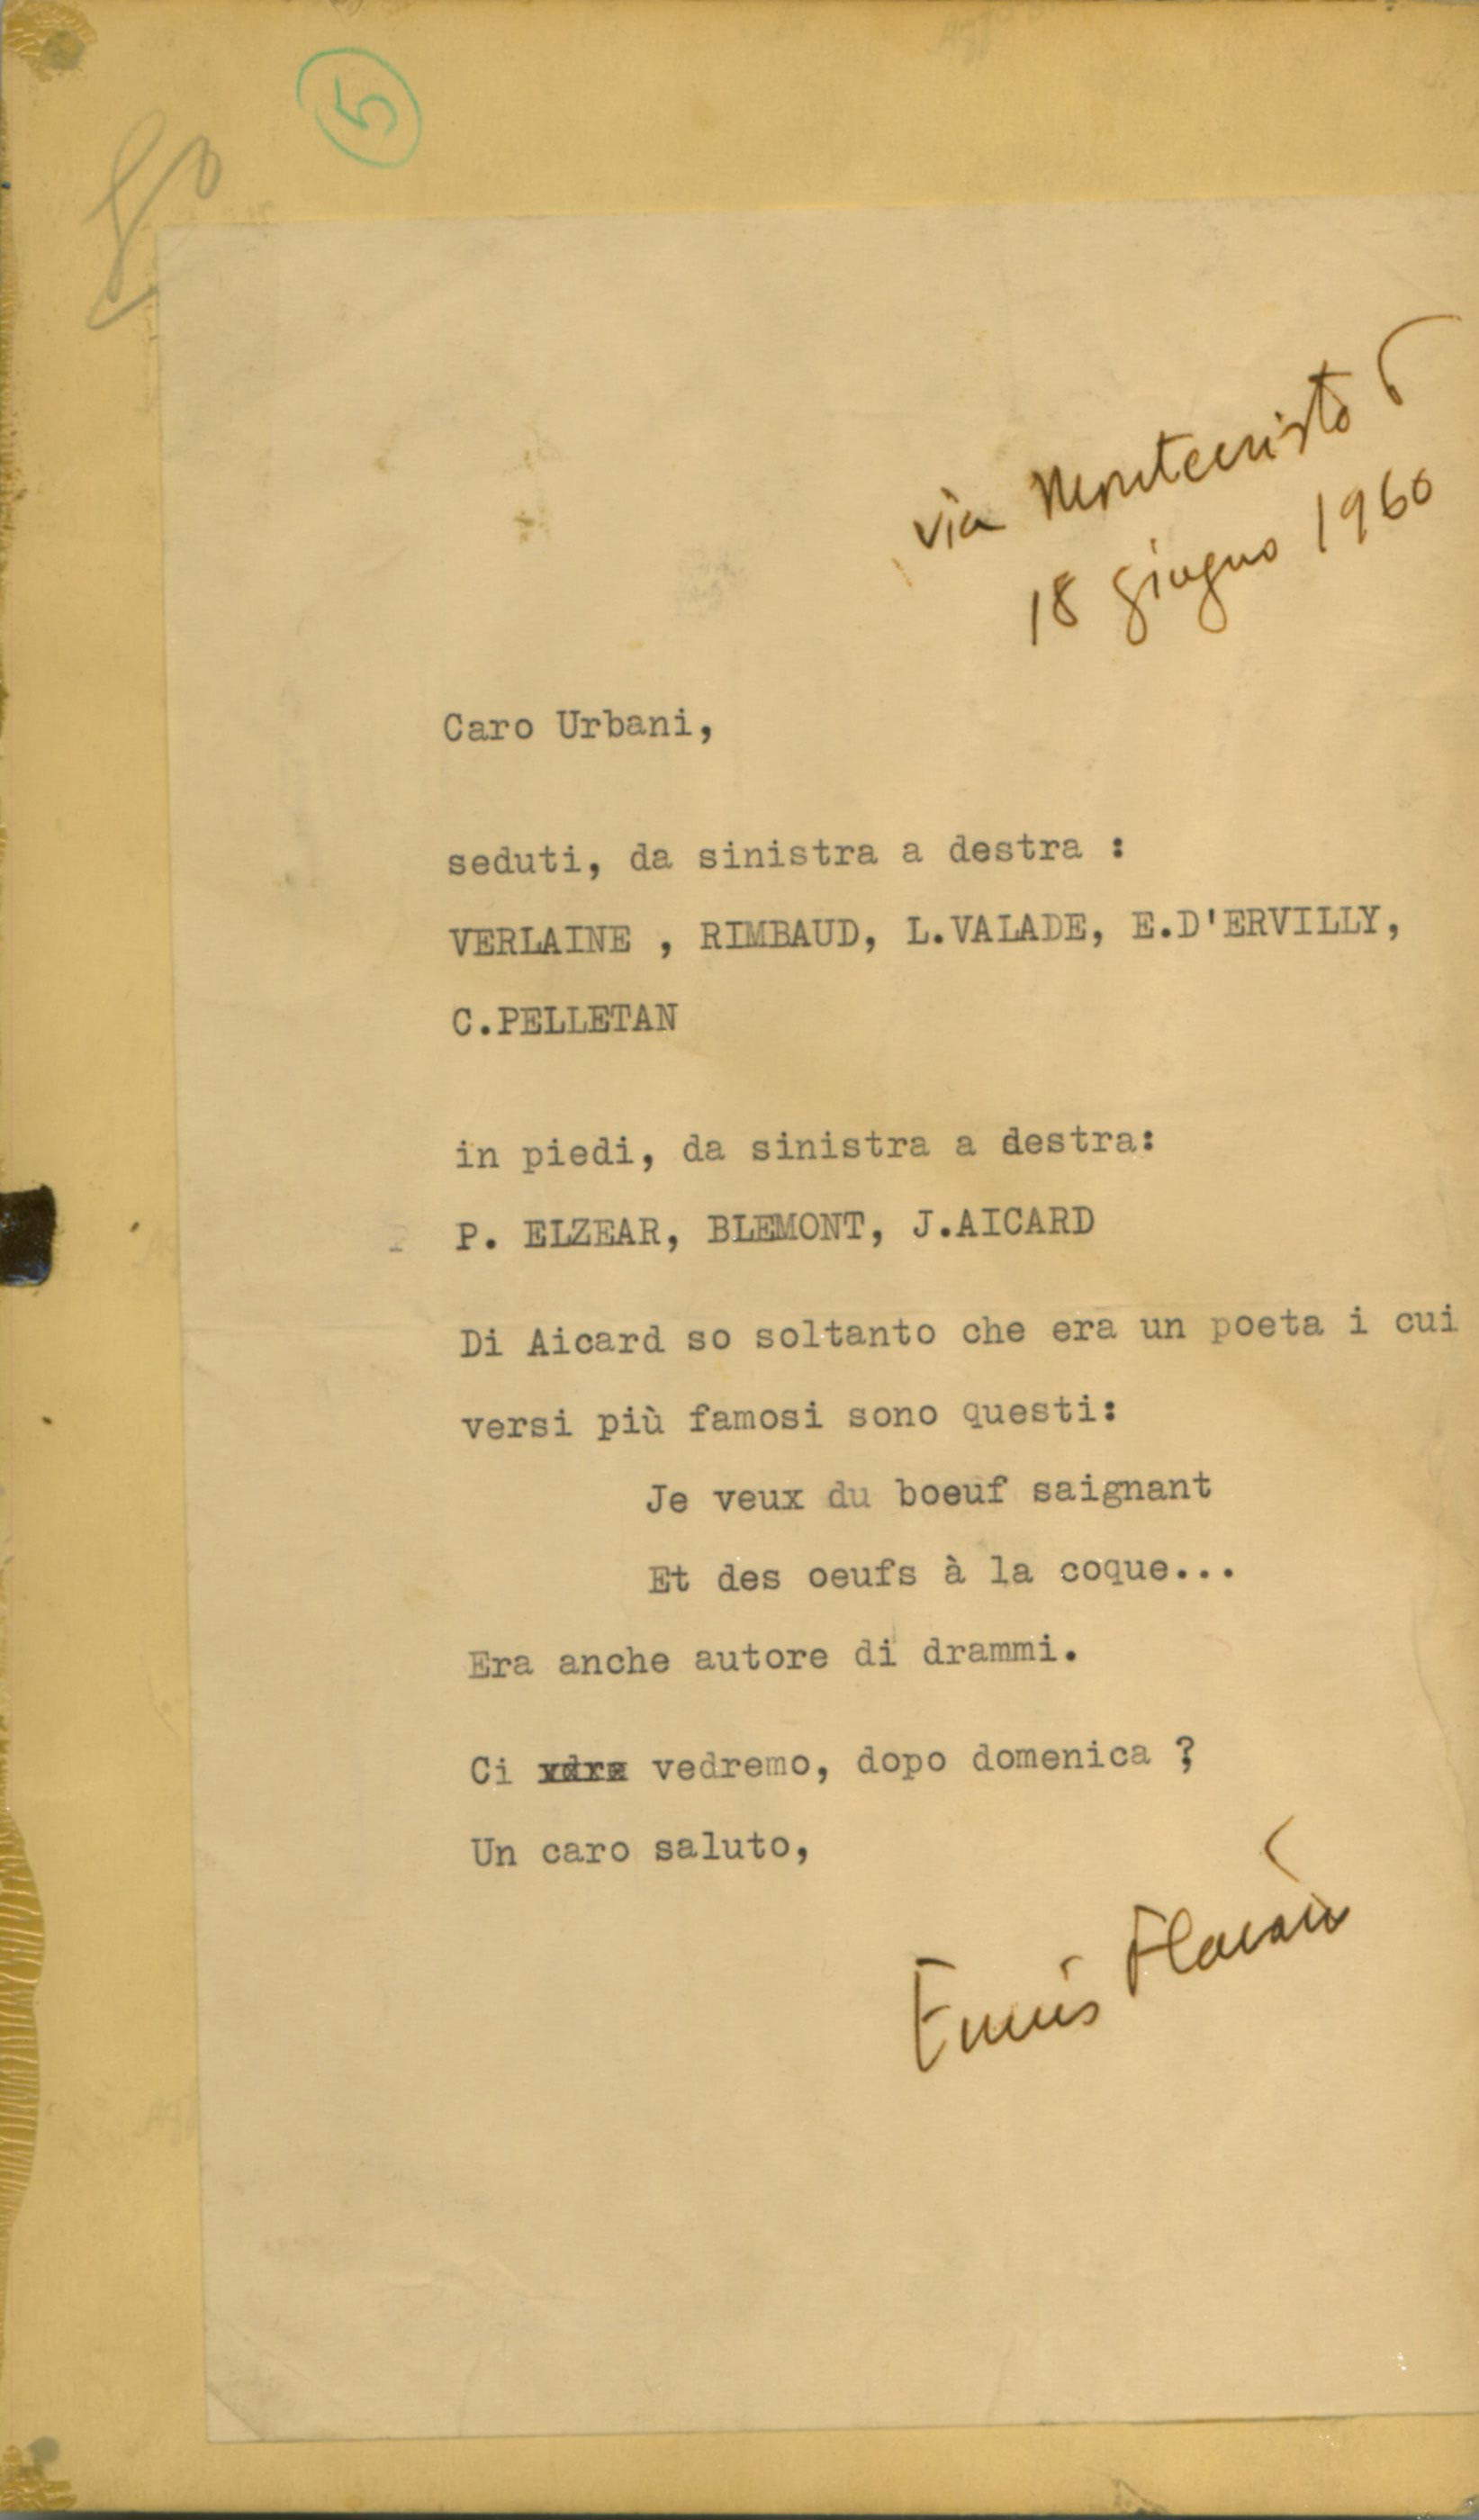 5
via Montecristo 6
18 giugno 1960
Caro Urbani,
seduti, da sinistra a destra :
VERLAINE , RIMBAUD, L.VALADE, E.D'ERVILLY,
C.PELLETAN
in piedi, da sinistra a destra:
P. ELZEAR, BLEMONT, J.AICARD
Di Aicard so soltanto che era un poeta i cui
versi più famosi sono questi:
Je veux du boeuf saignant
Et des oeufs à la coque...
Era anche autore di drammi.
Ci vedremo, dopo domenica ?
Un caro saluto,
Ennio Flaiano